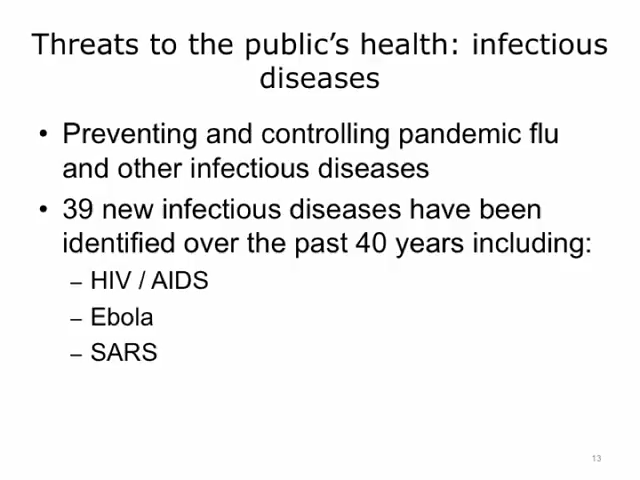 Threats to the public’s health: infectious
diseases
• Preventing and controlling pandemic flu
and other infectious diseases
• 39 new infectious diseases have been
identified over the past 40 years including:
– HIV / AIDS
– Ebola
– SARS
13